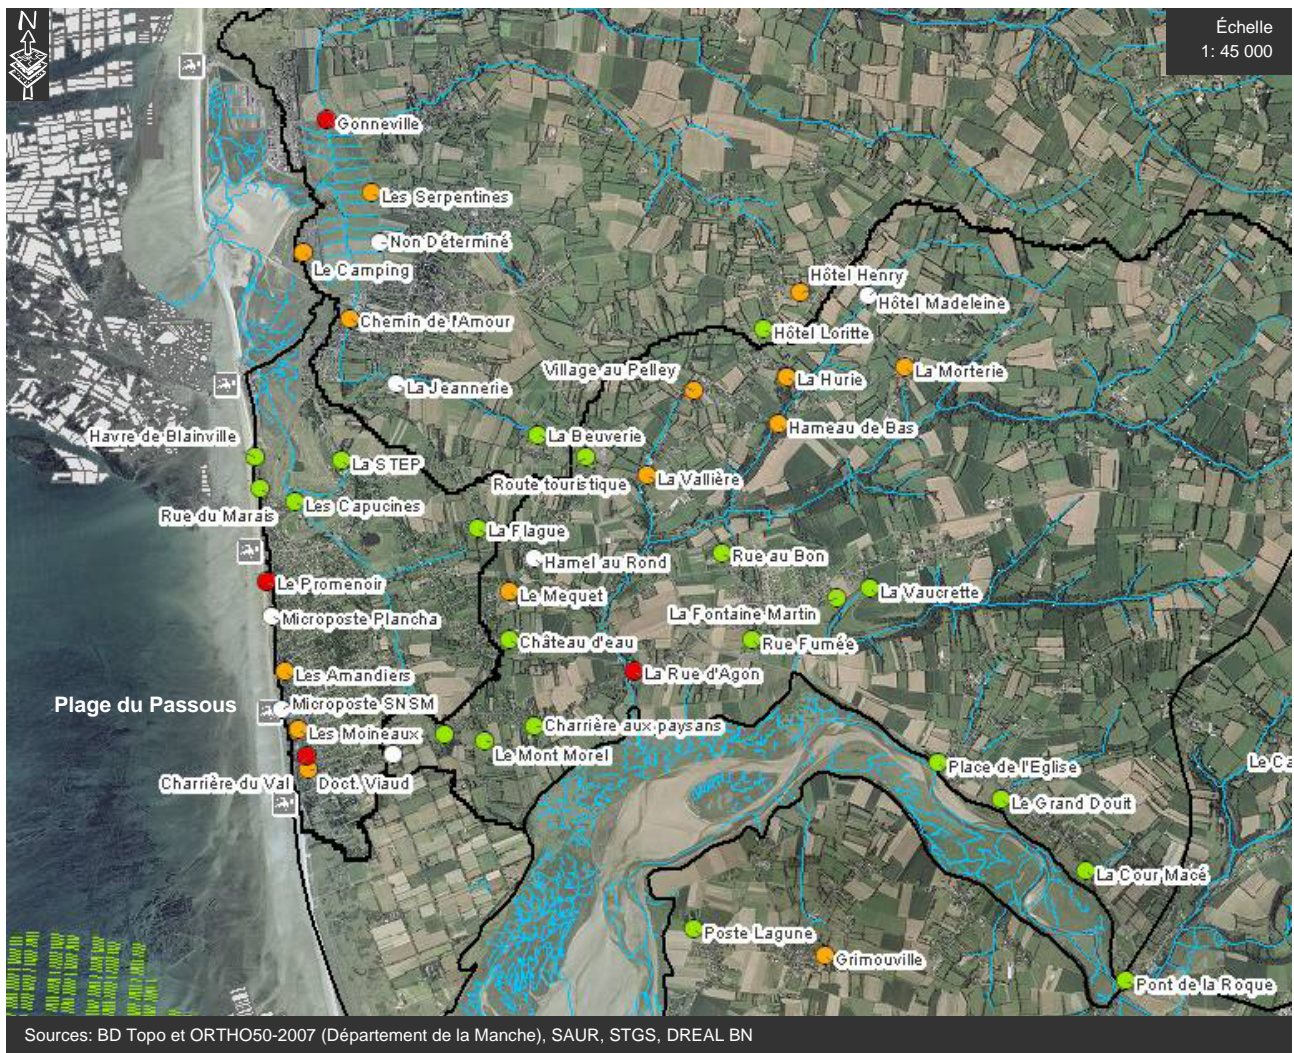 N
Échelle
1: 45 000
Gonneville
Les Serpentines
Non Déterminé
Le Camping
Hôtel Henry
Hôtel Madeleine
Chemin de l'Amour
Hôtel Loritte
Village au Pelley
La Hurie
La Morterie
La Jeannerie
Havre de Blainville
La Beuverie
Hameau de Bas
La STEP
Route touristique
La Vallière
Rue du Marais
Les Capucines
La Flague
Hamel au Rond
Rue au Bon
Le Promenoir
Le Mequet
La Vaucrette
Microposte Plancha
La Fontaine Martin
Château d'eau
Rue Fumée
Les Amandiers
La Rue d'Agon
Plage du Passous
Microposte SNSM
Les Moineaux
Charrière aux paysans
Le Mont Morel
Place de l'Eglise
Le Ca
Charrière du Val
Doct. Viaud
Le Grand Douit
La Cour Macé
Poste Lagune
Grimouville
Pont de la Roque
Sources: BD Topo et ORTHO50-2007 (Département de la Manche), SAUR, STGS, DREAL BN